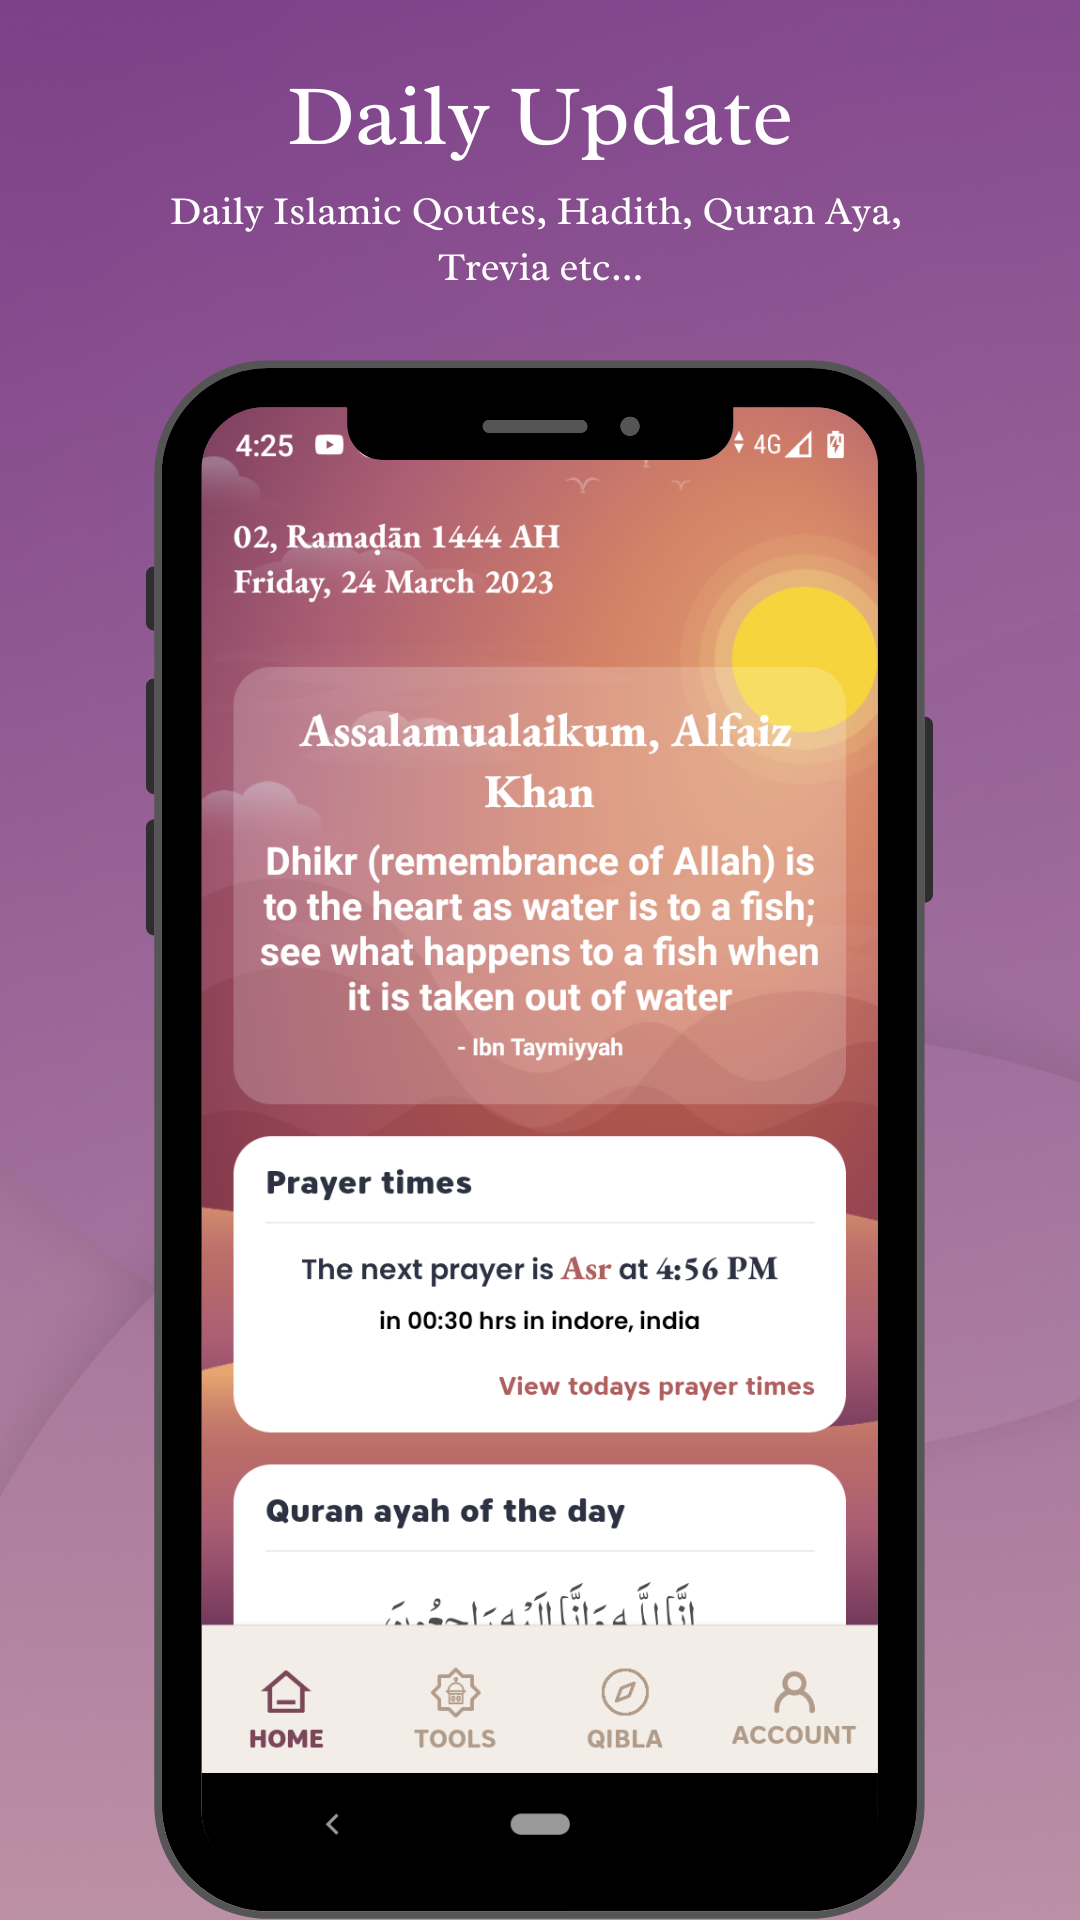 Daily Update
Daily Islamic Qoutes, Hadith, Quran Aya,
Trevia etc...
4:25
4G
02, Ramaḍān 1444 AH
Friday, 24 March 2023
Assalamualaikum, Alfaiz
Khan
Dhikr (remembrance of Allah) is
to the heart as water is to a fish;
see what happens to a fish when
it is taken out of water
- Ibn Taymiyyah
Prayer times
The next prayer is Asr at 4:56 PM
in 00:30 hrs in indore, india
View todays prayer times
Quran ayah of the day
إِنَّا لِلَّهِ وَإِنَّا إِلَيْهِ رَاجِعُونَ
HOME
TOOLS
QIBLA
ACCOUNT